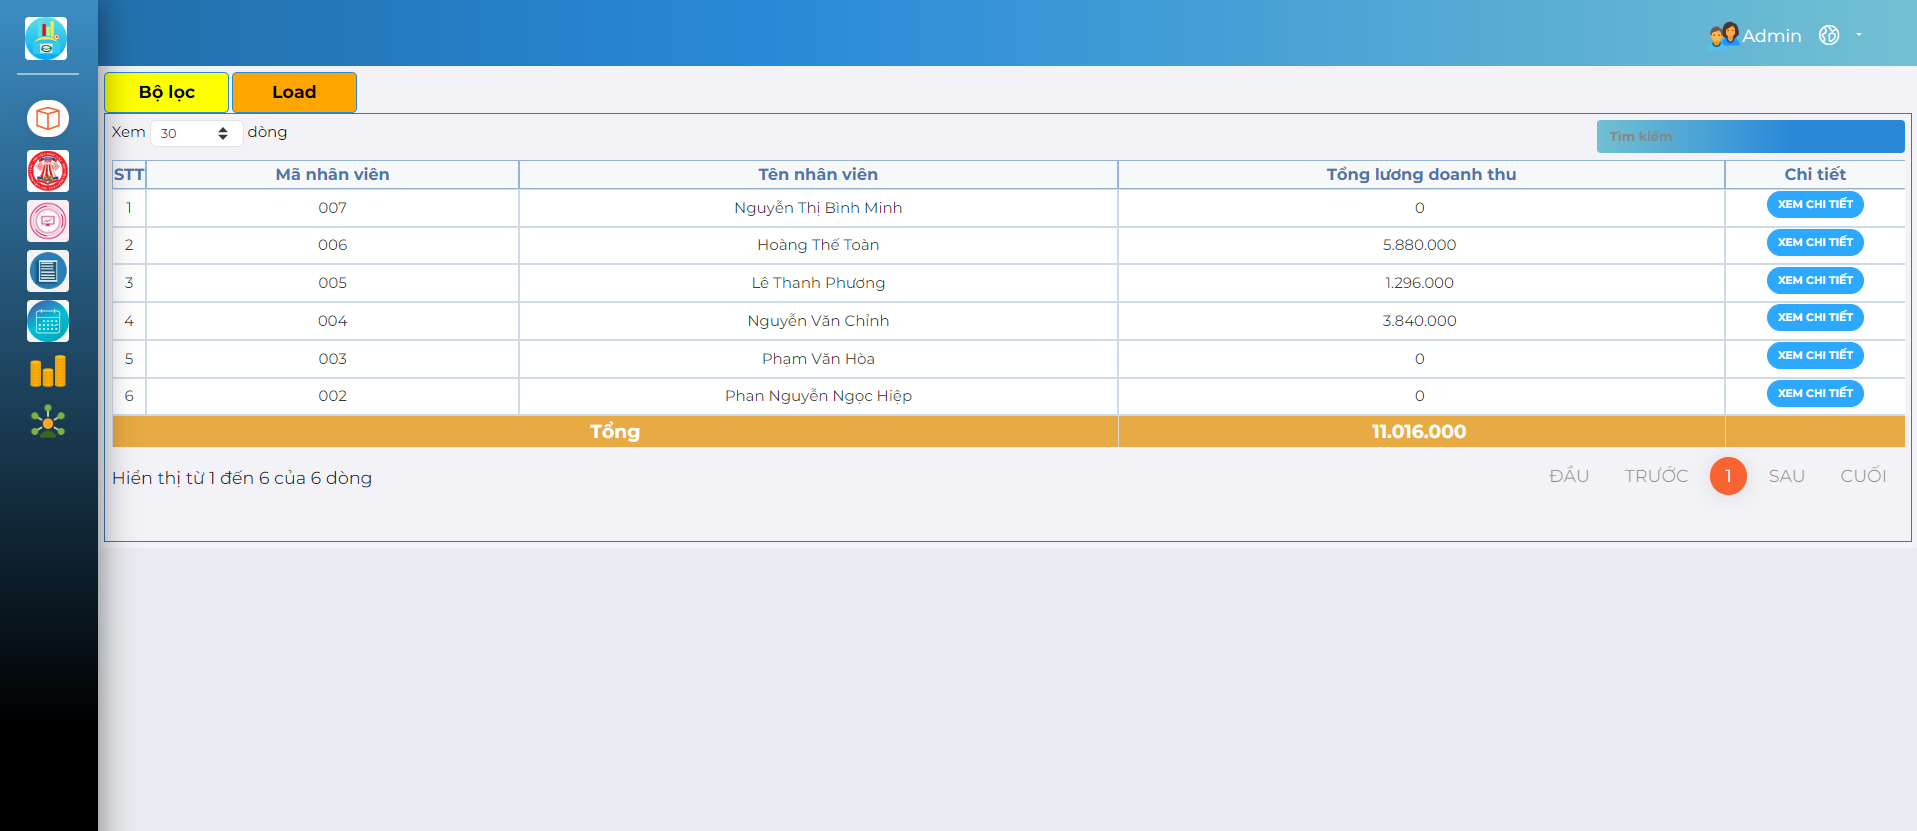 Admin
Bộ lọc Load
Xem 30 dòng Tìm kiếm
STT Mã nhân viên Tên nhân viên Tổng lương doanh thu Chi tiết
1 007 Nguyễn Thị Bình Minh 0 XEM CHI TIẾT
2 006 Hoàng Thế Toàn 5.880.000 XEM CHI TIẾT
3 005 Lê Thanh Phương 1.296.000 XEM CHI TIẾT
4 004 Nguyễn Văn Chỉnh 3.840.000 XEM CHI TIẾT
5 003 Phạm Văn Hòa 0 XEM CHI TIẾT
6 002 Phan Nguyễn Ngọc Hiệp 0 XEM CHI TIẾT
Tổng 11.016.000
Hiển thị từ 1 đến 6 của 6 dòng ĐẦU TRƯỚC 1 SAU CUỐI